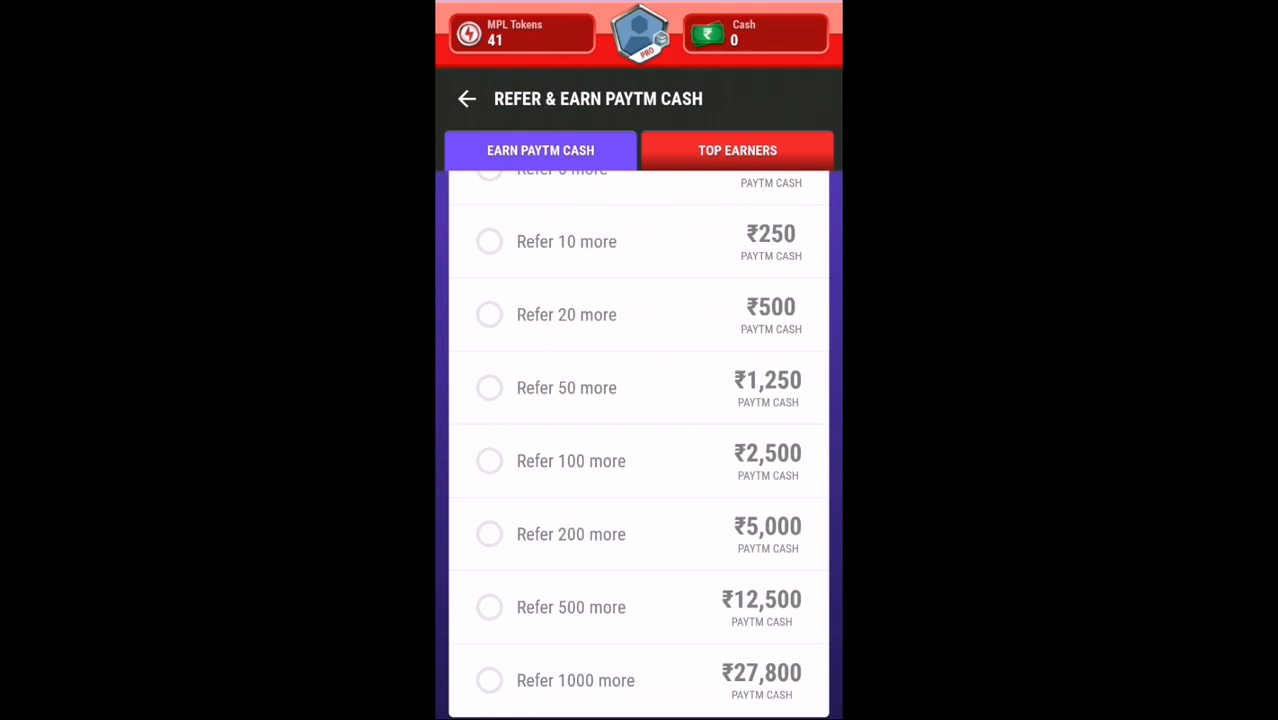 MPL Tokens
41
PRO
Cash
0
REFER & EARN PAYTM CASH
EARN PAYTM CASH
TOP EARNERS
PAYTM CASH
Refer 10 more
₹250
PAYTM CASH
Refer 20 more
₹500
PAYTM CASH
Refer 50 more
₹1,250
PAYTM CASH
Refer 100 more
₹2,500
PAYTM CASH
Refer 200 more
₹5,000
PAYTM CASH
Refer 500 more
₹12,500
PAYTM CASH
Refer 1000 more
₹27,800
PAYTM CASH